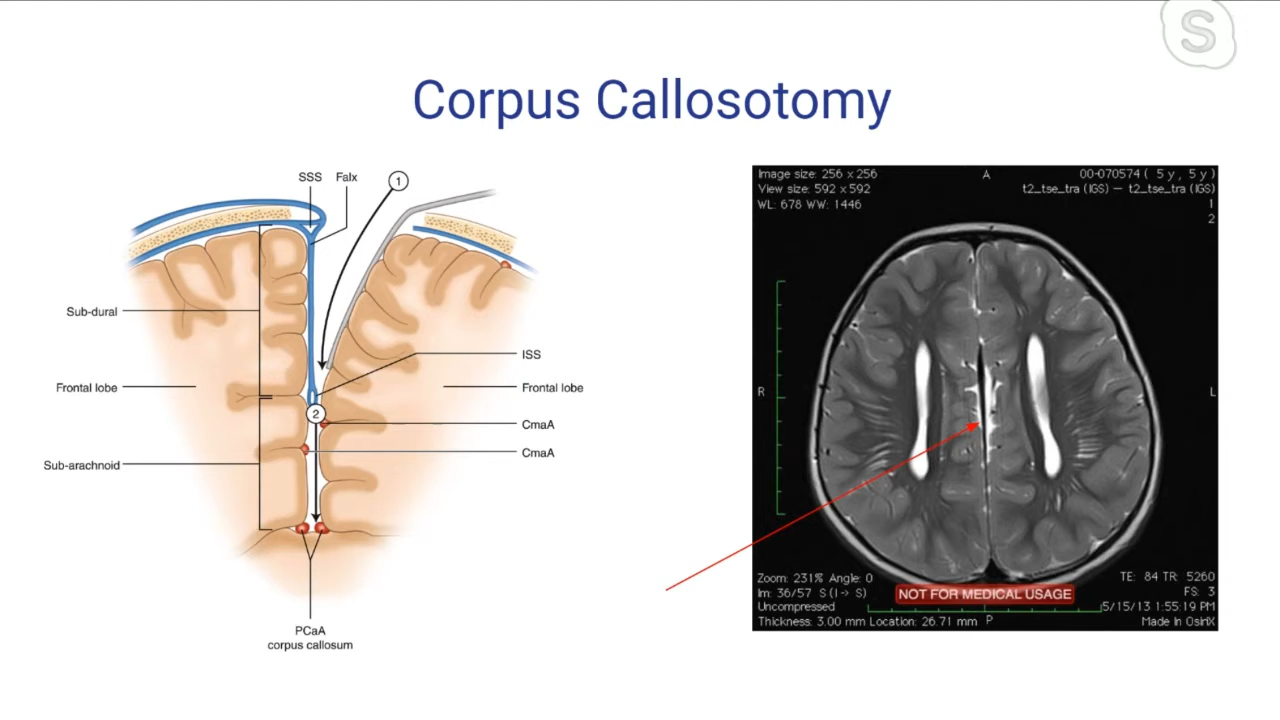 S
Corpus Callosotomy
SSS
Falx
1
Sub-dural
ISS
Frontal lobe
Frontal lobe
2
CmaA
CmaA
Sub-arachnoid
PCaA
corpus callosum
Image size: 256 x 256
View size: 592 x 592
WL: 678 WW: 1446
A
00-070574 ( 5 y , 5 y )
t2_tse_tra (IGS) — t2_tse_tra (IGS)
1
2
R
L
Zoom: 231% Angle: 0
Im: 36/57 S (I -> S)
Uncompressed
Thickness: 3.00 mm Location: 26.71 mm
P
NOT FOR MEDICAL USAGE
TE: 84 TR: 5260
FS: 3
5/15/13 1:55:19 PM
Made In OsiriX